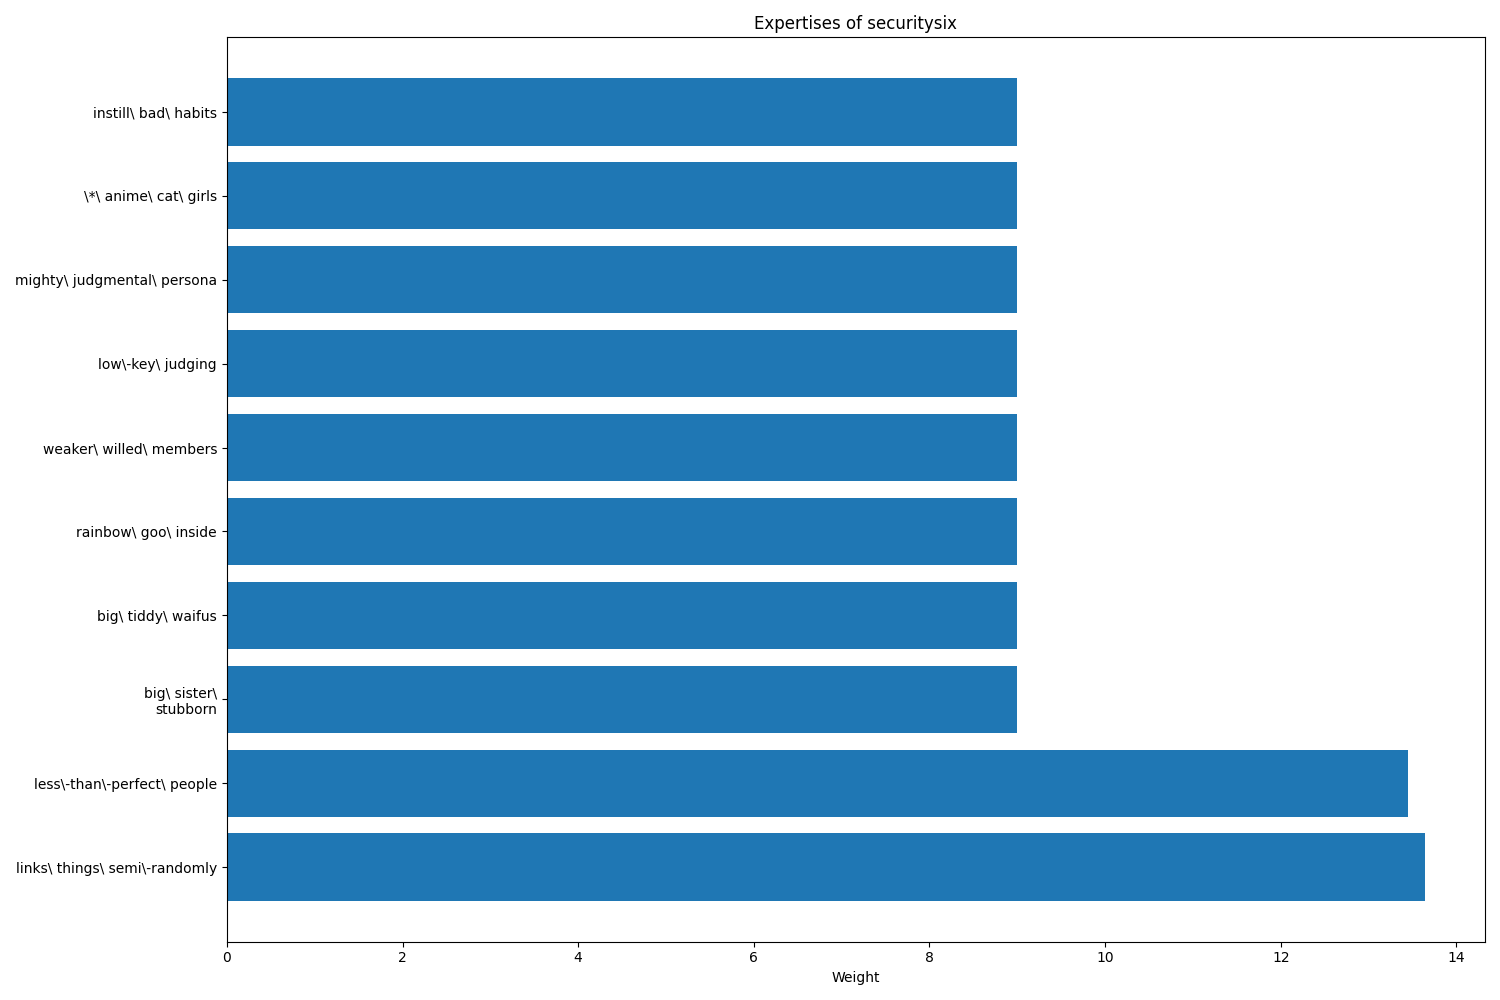 Expertises of securitysix
instill\ bad\ habits
\*\ anime\ cat\ girls
mighty\ judgmental\ persona
low\-key\ judging
weaker\ willed\ members
rainbow\ goo\ inside
big\ tiddy\ waifus
big\ sister\
stubborn
less\-than\-perfect\ people
links\ things\ semi\-randomly
0 2 4 6 8 10 12 14
Weight